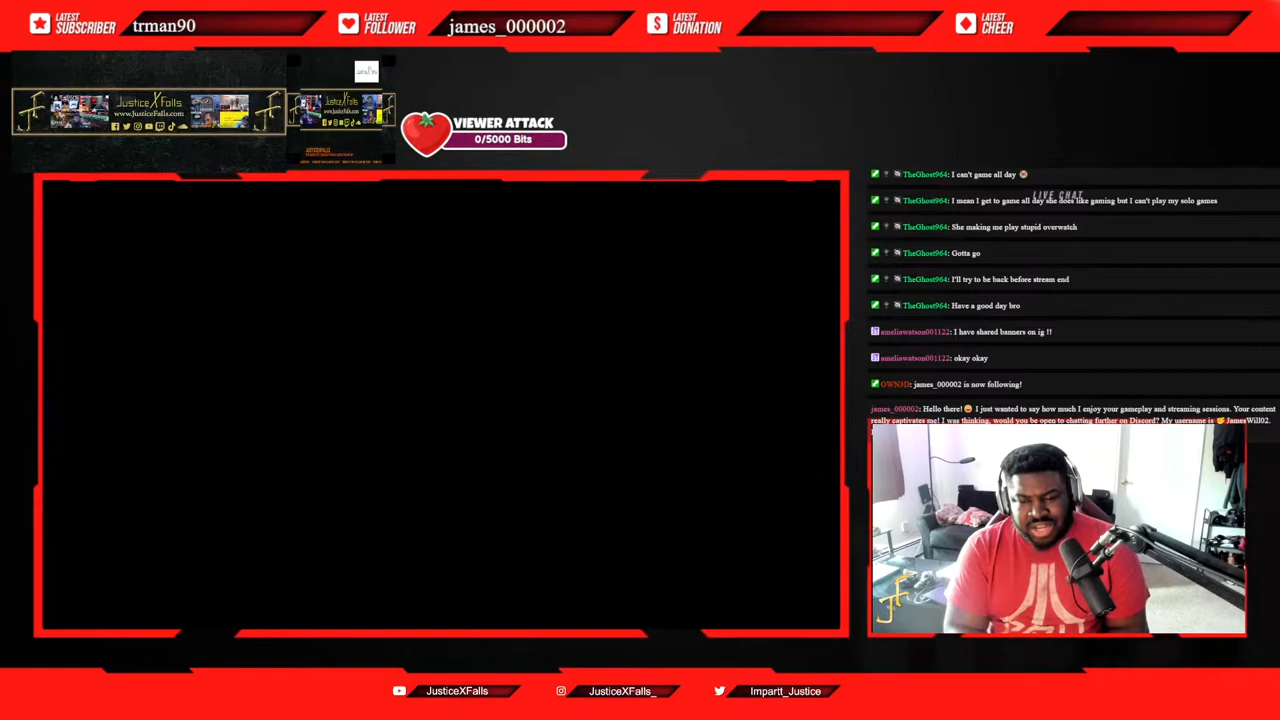 LATEST SUBSCRIBER
trman90
LATEST FOLLOWER
james_000002
LATEST DONATION
LATEST CHEER
JusticeXFalls
www.JusticeFalls.com
VIEWER ATTACK
0/5000 Bits
LIVE CHAT
TheGhost964: I can't game all day
TheGhost964: I mean I get to game all day she does like gaming but I can't play my solo games
TheGhost964: She making me play stupid overwatch
TheGhost964: Gotta go
TheGhost964: I'll try to be back before stream end
TheGhost964: Have a good day bro
ameliawatson001122: I have shared banners on ig !!
ameliawatson001122: okay okay
OWN3D: james_000002 is now following!
james_000002: Hello there! I just wanted to say how much I enjoy your gameplay and streaming sessions. Your content
really captivates me! I was thinking, would you be open to chatting further on Discord? My username is JamesWill02.
JF
JusticeXFalls
JusticeXFalls_
Impartt_Justice